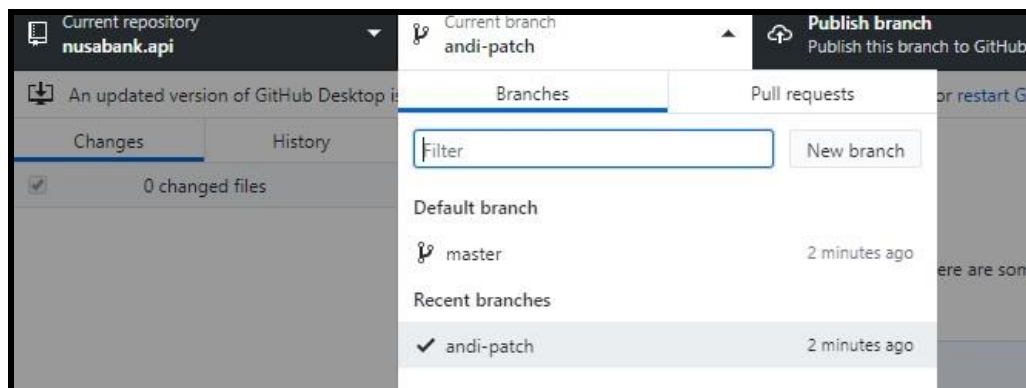 Current repository
nusabank.api
Current branch
andi-patch
Publish branch
Publish this branch to GitHub
An updated version of GitHub Desktop is
or restart G
Changes
History
0 changed files
Branches
Pull requests
Filter
New branch
Default branch
master
2 minutes ago
ere are som
Recent branches
andi-patch
2 minutes ago